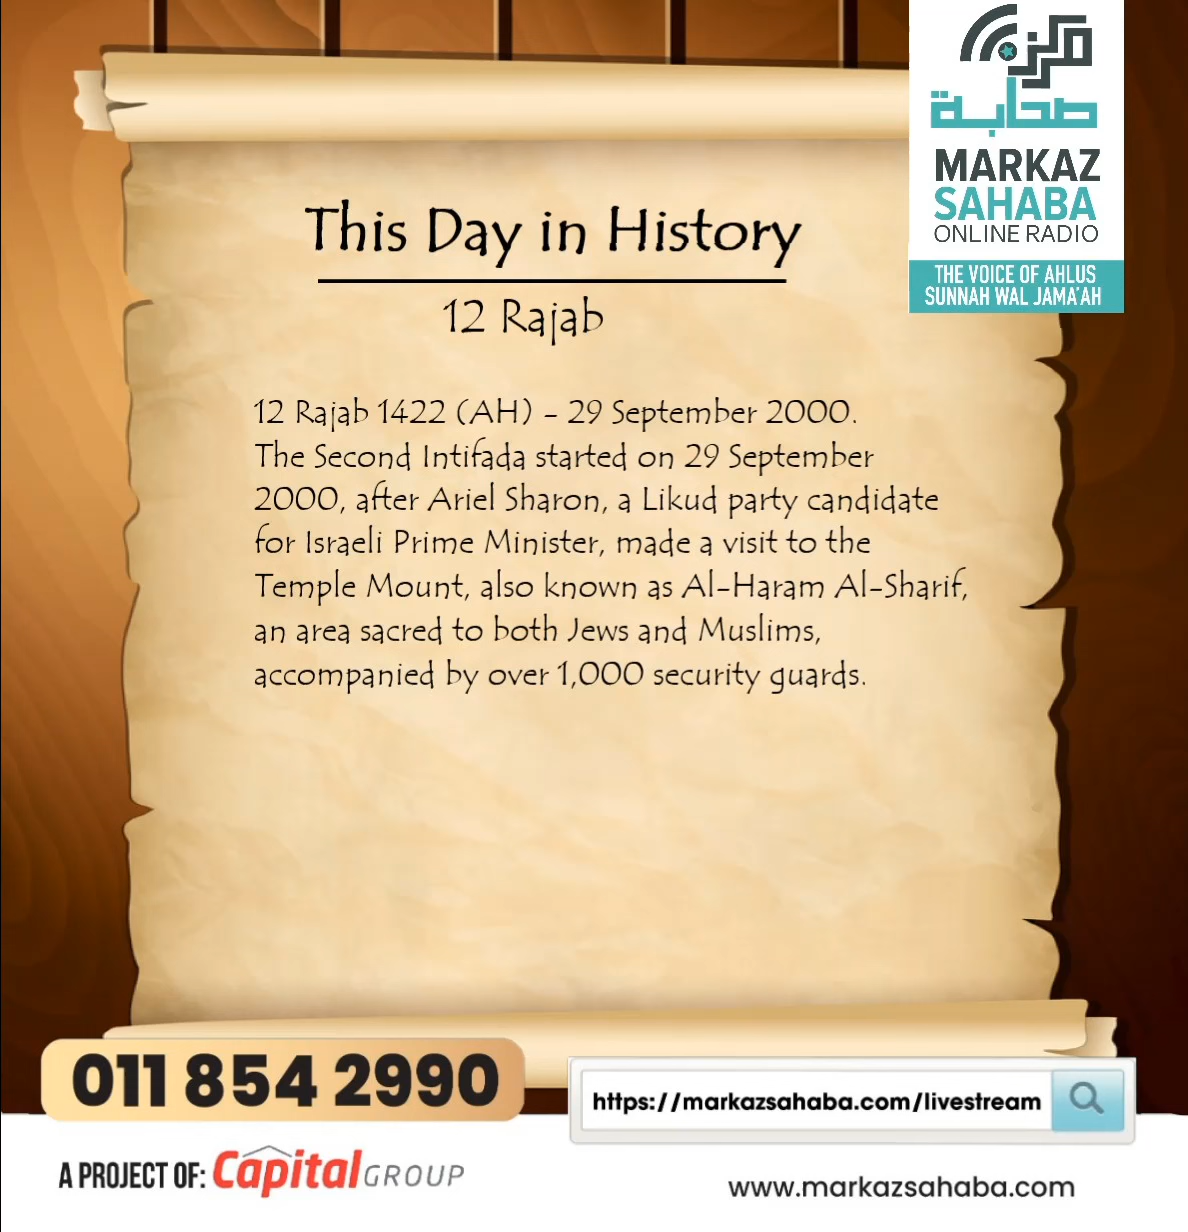 مركز
صحابة
MARKAZ
SAHABA
ONLINE RADIO
THE VOICE OF AHLUS
SUNNAH WAL JAMA'AH
This Day in History
12 Rajab
12 Rajab 1422 (AH) - 29 September 2000.
The Second Intifada started on 29 September
2000, after Ariel Sharon, a Likud party candidate
for Israeli Prime Minister, made a visit to the
Temple Mount, also known as Al-Haram Al-Sharif,
an area sacred to both Jews and Muslims,
accompanied by over 1,000 security guards.
011 854 2990
https://markazsahaba.com/livestream
A PROJECT OF: Capital GROUP
www.markazsahaba.com